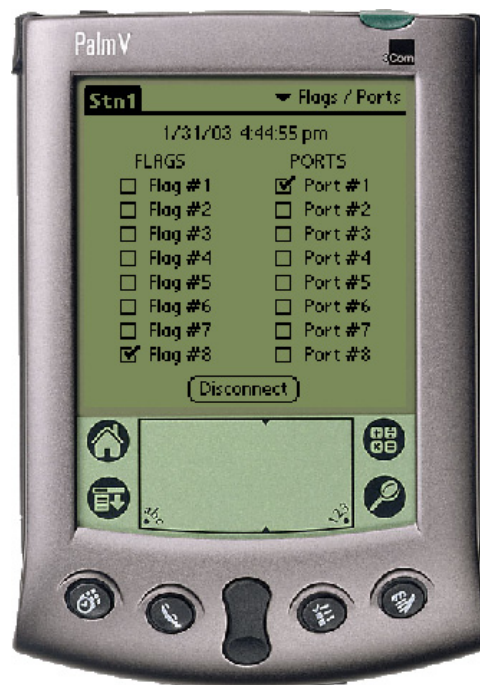 Palm V
3Com
Stn1 Flags / Ports
1/31/03 4:44:55 pm
FLAGS PORTS
Flag #1 Port #1
Flag #2 Port #2
Flag #3 Port #3
Flag #4 Port #4
Flag #5 Port #5
Flag #6 Port #6
Flag #7 Port #7
Flag #8 Port #8
Disconnect
abc 123